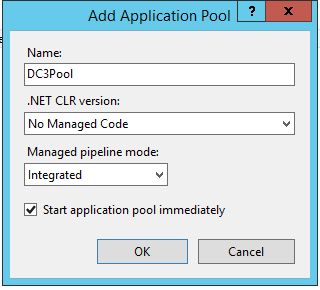 Add Application Pool ? x
Name:
DC3Pool
.NET CLR version:
No Managed Code
Managed pipeline mode:
Integrated
Start application pool immediately
OK Cancel